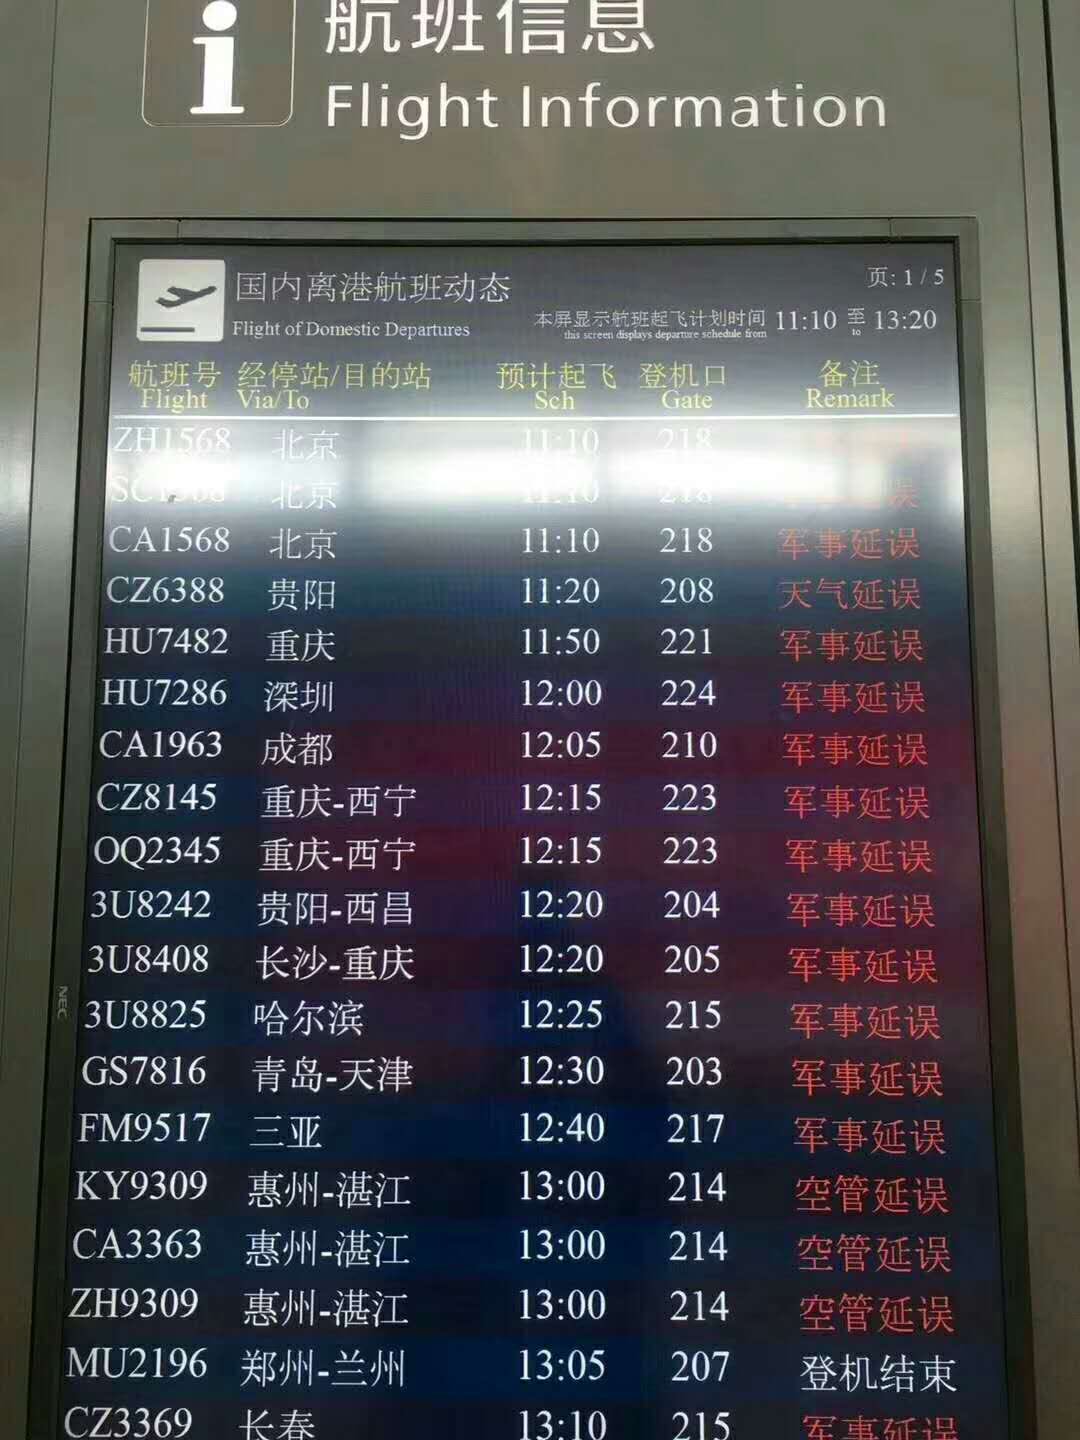 i 航班信息
Flight Information
国内离港航班动态 页: 1 / 5
Flight of Domestic Departures 本屏显示航班起飞计划时间 11:10 至 13:20
this screen displays departure schedule from to
航班号 经停站/目的站 预计起飞 登机口 备注
Flight Via/To Sch Gate Remark
ZH1568 北京 11:10 218
北京 11:10 218 误
CA1568 北京 11:10 218 军事延误
CZ6388 贵阳 11:20 208 天气延误
HU7482 重庆 11:50 221 军事延误
HU7286 深圳 12:00 224 军事延误
CA1963 成都 12:05 210 军事延误
CZ8145 重庆-西宁 12:15 223 军事延误
OQ2345 重庆-西宁 12:15 223 军事延误
3U8242 贵阳-西昌 12:20 204 军事延误
3U8408 长沙-重庆 12:20 205 军事延误
3U8825 哈尔滨 12:25 215 军事延误
GS7816 青岛-天津 12:30 203 军事延误
FM9517 三亚 12:40 217 军事延误
KY9309 惠州-湛江 13:00 214 空管延误
CA3363 惠州-湛江 13:00 214 空管延误
ZH9309 惠州-湛江 13:00 214 空管延误
MU2196 郑州-兰州 13:05 207 登机结束
CZ3369 长春 13:10 215 军事延误
NEC